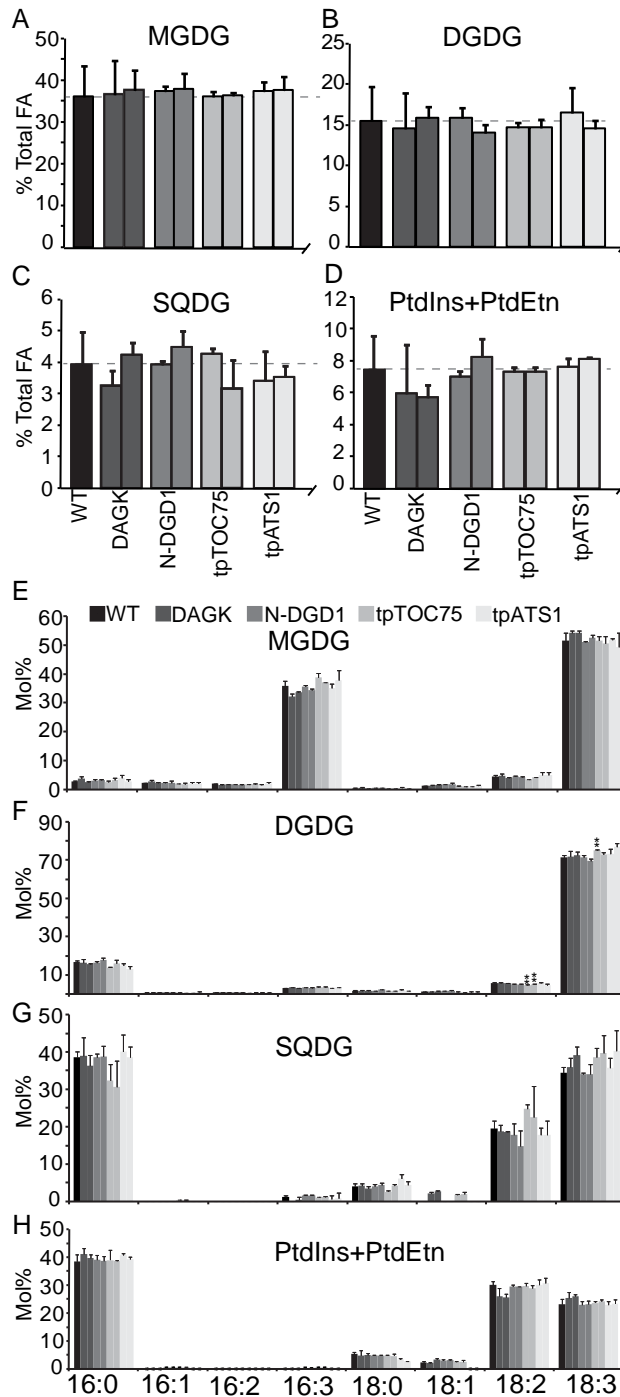 A
MGDG
% Total FA
50
40
30
20
10
0
B
DGDG
25
20
15
10
5
0
C
SQDG
% Total FA
6
5
4
3
2
1
0
WT
DAGK
N-DGD1
tpTOC75
tpATS1
D
PtdIns+PtdEtn
12
10
8
6
4
2
0
WT
DAGK
N-DGD1
tpTOC75
tpATS1
E
WT DAGK N-DGD1 tpTOC75 tpATS1
MGDG
Mol%
60
50
40
30
20
10
0
F
DGDG
Mol%
90
70
50
30
10
**
**
**
G
SQDG
Mol%
50
40
30
20
10
0
H
PtdIns+PtdEtn
Mol%
50
40
30
20
10
0
16:0 16:1 16:2 16:3 18:0 18:1 18:2 18:3